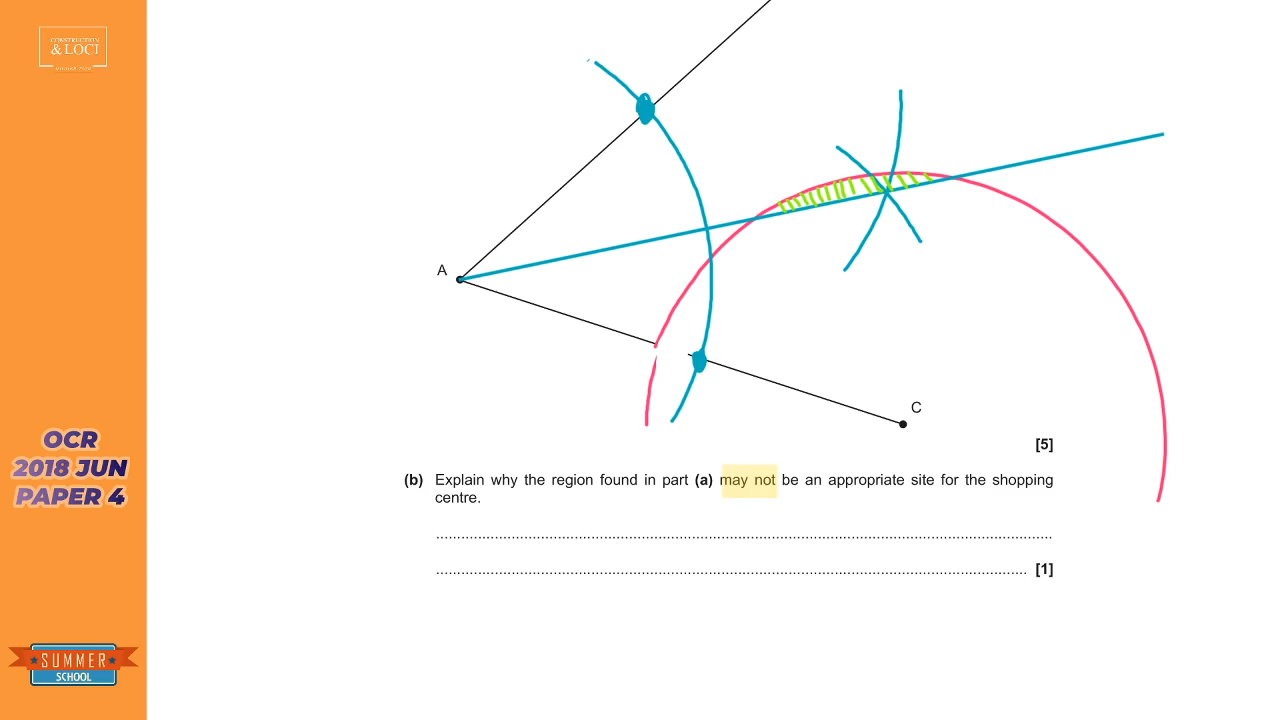 CONSTRUCTION
& LOCI
A
C
[5]
(b) Explain why the region found in part (a) may not be an appropriate site for the shopping
centre.
[1]
OCR
2018 JUN
PAPER 4
SUMMER
SCHOOL